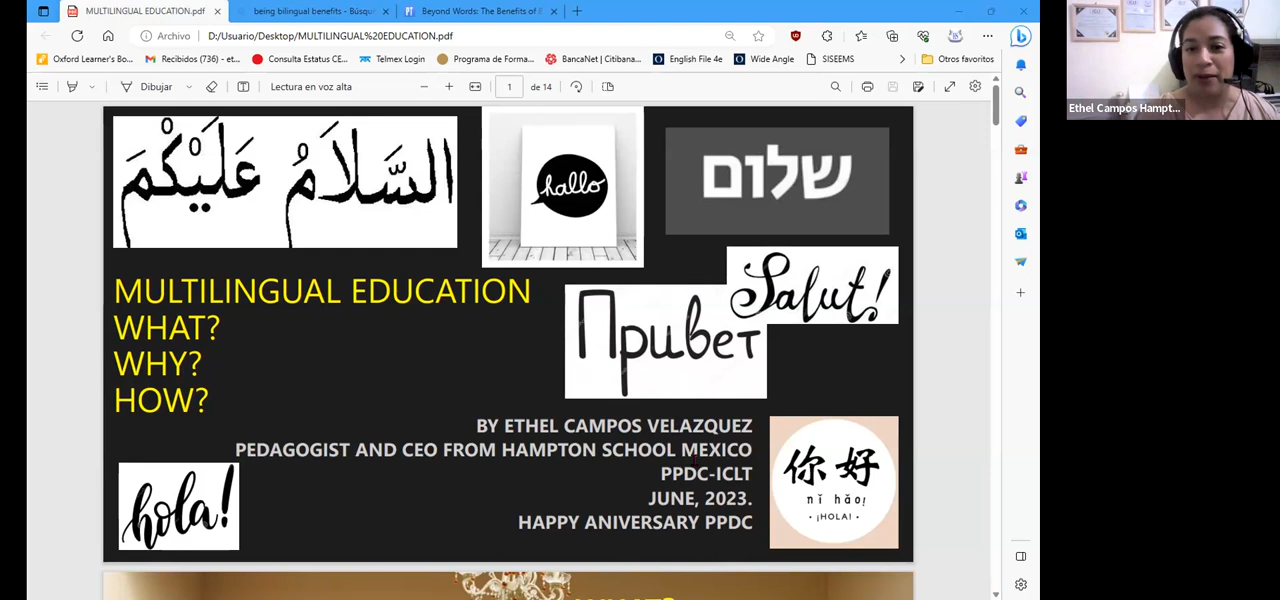 MULTILINGUAL EDUCATION.pdf
being bilingual benefits - Búsqu
Beyond Words: The Benefits of B
Archivo
D:/Usuario/Desktop/MULTILINGUAL%20EDUCATION.pdf
Oxford Learner's Bo...
Recibidos (736) - et...
Consulta Estatus CE...
Telmex Login
Programa de Forma...
BancaNet | Citibana...
English File 4e
Wide Angle
SISEEMS
Otros favoritos
Dibujar
Lectura en voz alta
1
de 14
السَّلَامُ عَلَيْكُمْ
hallo
שלום
Salut!
Привет
MULTILINGUAL EDUCATION
WHAT?
WHY?
HOW?
BY ETHEL CAMPOS VELAZQUEZ
PEDAGOGIST AND CEO FROM HAMPTON SCHOOL MEXICO
PPDC-ICLT
JUNE, 2023.
HAPPY ANIVERSARY PPDC
hola!
你好
nǐ hǎo!
· ¡HOLA! ·
Ethel Campos Hampt...